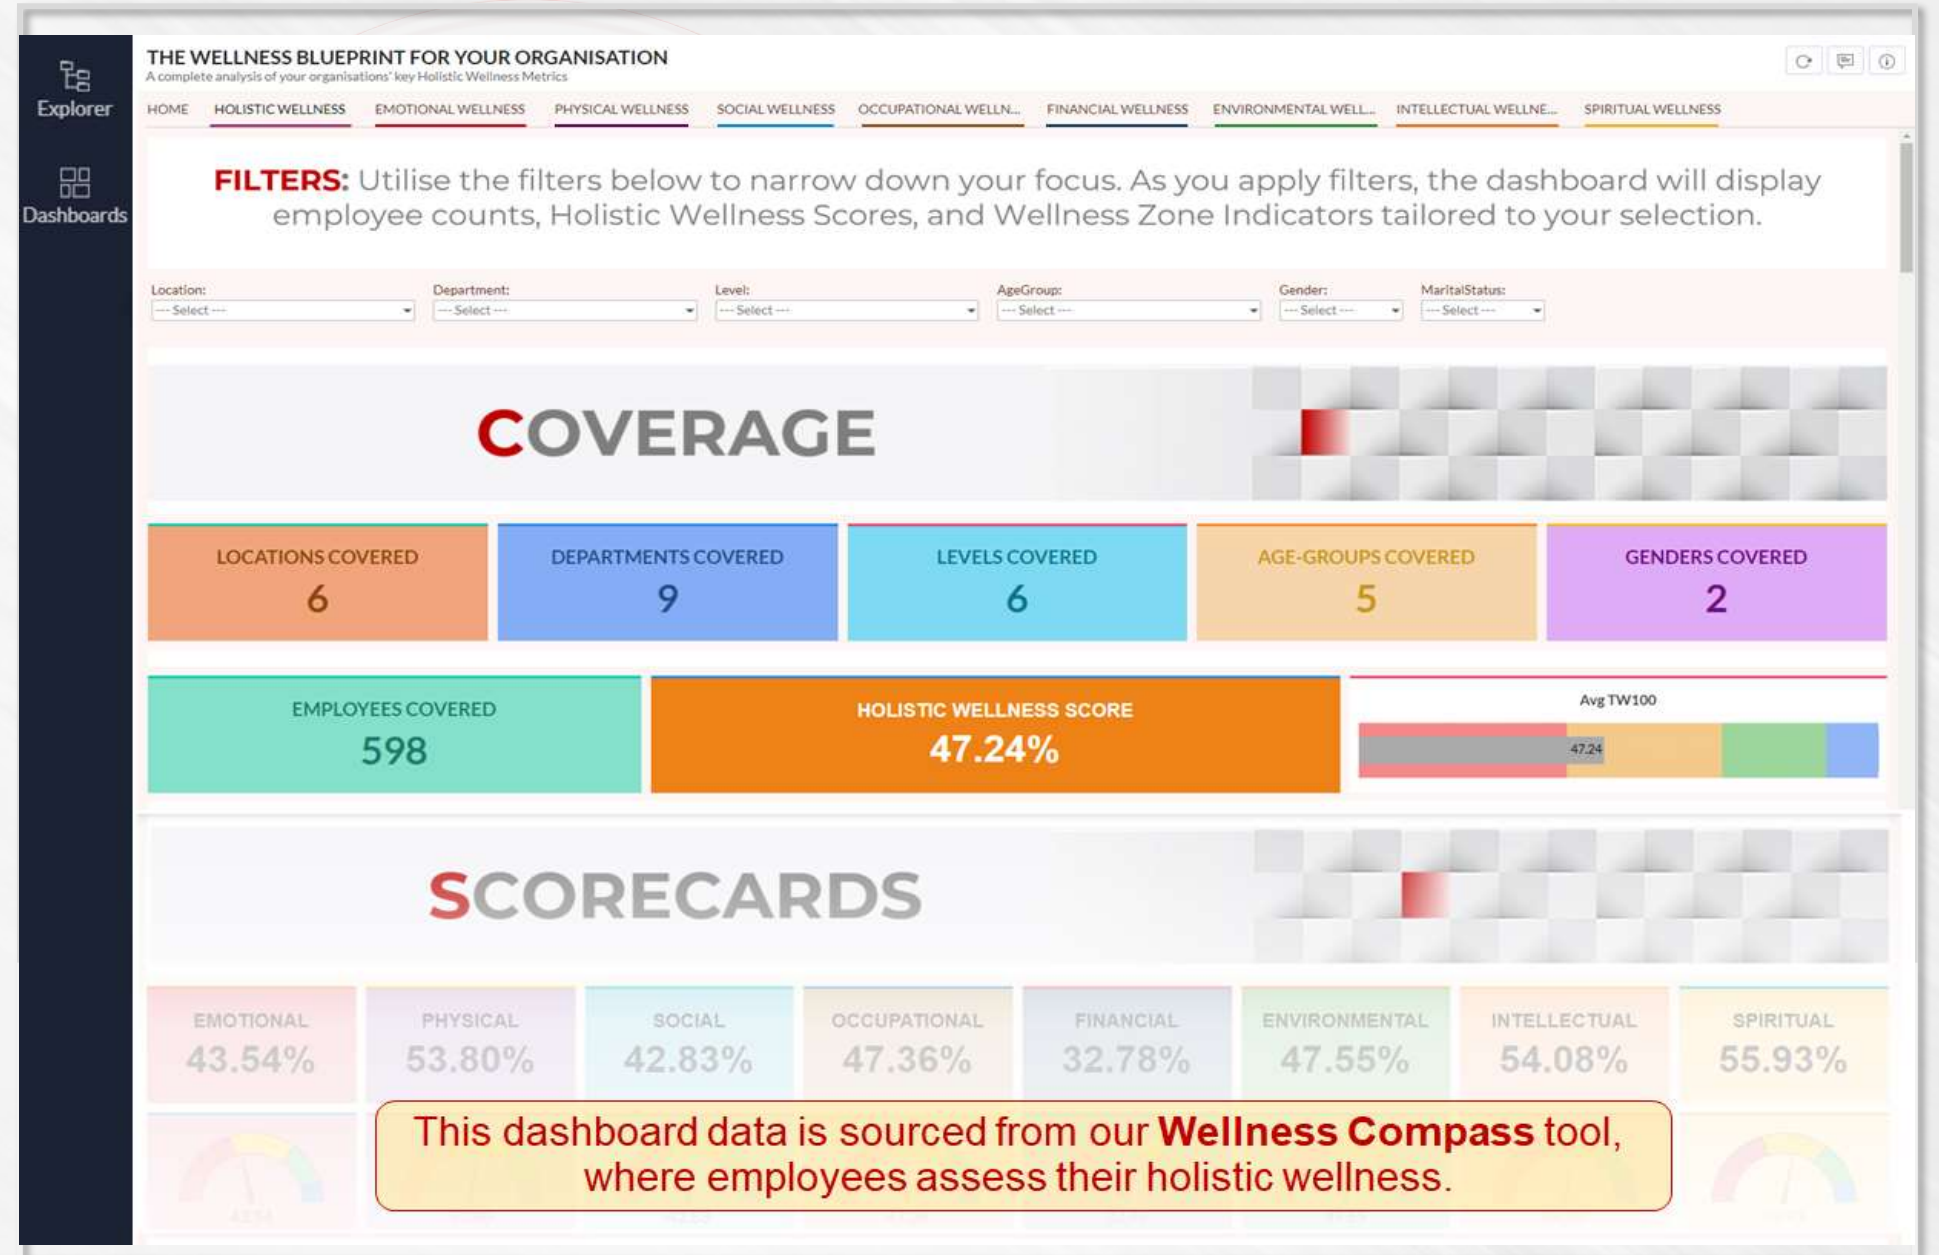 THE WELLNESS BLUEPRINT FOR YOUR ORGANISATION
A complete analysis of your organisations' key Holistic Wellness Metrics
Explorer
Dashboards
HOME HOLISTIC WELLNESS EMOTIONAL WELLNESS PHYSICAL WELLNESS SOCIAL WELLNESS OCCUPATIONAL WELLN... FINANCIAL WELLNESS ENVIRONMENTAL WELL... INTELLECTUAL WELLNE... SPIRITUAL WELLNESS
FILTERS: Utilise the filters below to narrow down your focus. As you apply filters, the dashboard will display
employee counts, Holistic Wellness Scores, and Wellness Zone Indicators tailored to your selection.
Location: Department: Level: AgeGroup: Gender: MaritalStatus:
--- Select --- --- Select --- --- Select --- --- Select --- --- Select --- --- Select ---
COVERAGE
LOCATIONS COVERED DEPARTMENTS COVERED LEVELS COVERED AGE-GROUPS COVERED GENDERS COVERED
6 9 6 5 2
EMPLOYEES COVERED HOLISTIC WELLNESS SCORE Avg TW100
598 47.24% 47.24
SCORECARDS
EMOTIONAL PHYSICAL SOCIAL OCCUPATIONAL FINANCIAL ENVIRONMENTAL INTELLECTUAL SPIRITUAL
43.54% 53.80% 42.83% 47.36% 32.78% 47.55% 54.08% 55.93%
This dashboard data is sourced from our Wellness Compass tool,
where employees assess their holistic wellness.